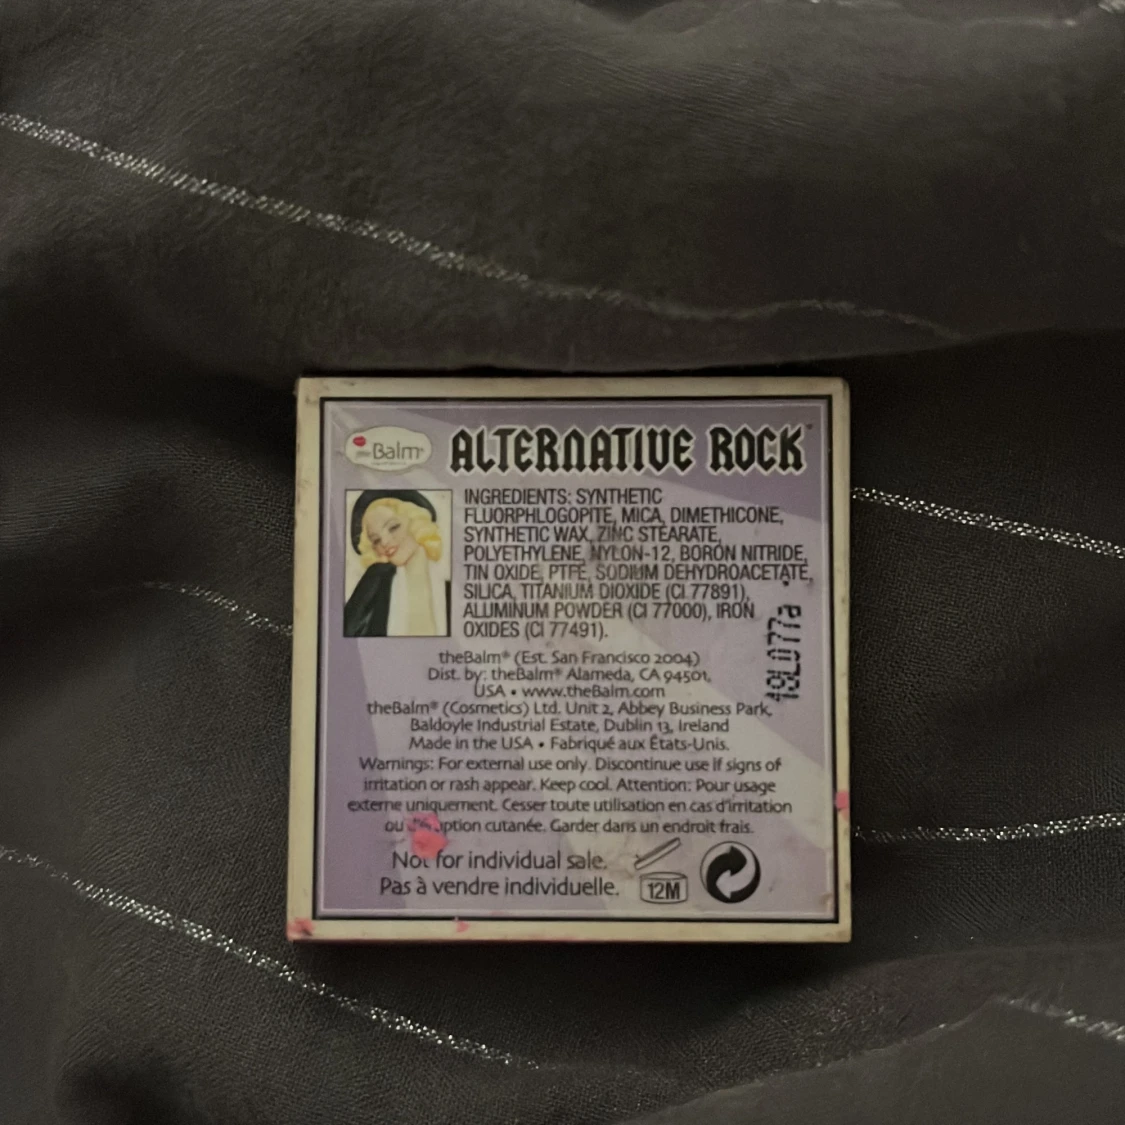 theBalm®
ALTERNATIVE ROCK
INGREDIENTS: SYNTHETIC
FLUORPHLOGOPITE, MICA, DIMETHICONE,
SYNTHETIC WAX, ZINC STEARATE,
POLYETHYLENE, NYLON-12, BORON NITRIDE,
TIN OXIDE, PTFE, SODIUM DEHYDROACETATE,
SILICA, TITANIUM DIOXIDE (CI 77891),
ALUMINUM POWDER (CI 77000), IRON
OXIDES (CI 77491).
theBalm® (Est. San Francisco 2004)
Dist. by: theBalm® Alameda, CA 94501,
USA • www.theBalm.com
theBalm® (Cosmetics) Ltd. Unit 2, Abbey Business Park,
Baldoyle Industrial Estate, Dublin 13, Ireland
Made in the USA • Fabriqué aux États-Unis.
Warnings: For external use only. Discontinue use if signs of
irritation or rash appear. Keep cool. Attention: Pour usage
externe uniquement. Cesser toute utilisation en cas d'irritation
ou cutanée. Garder dans un endroit frais.
Not for individual sale.
Pas à vendre individuelle.
12M